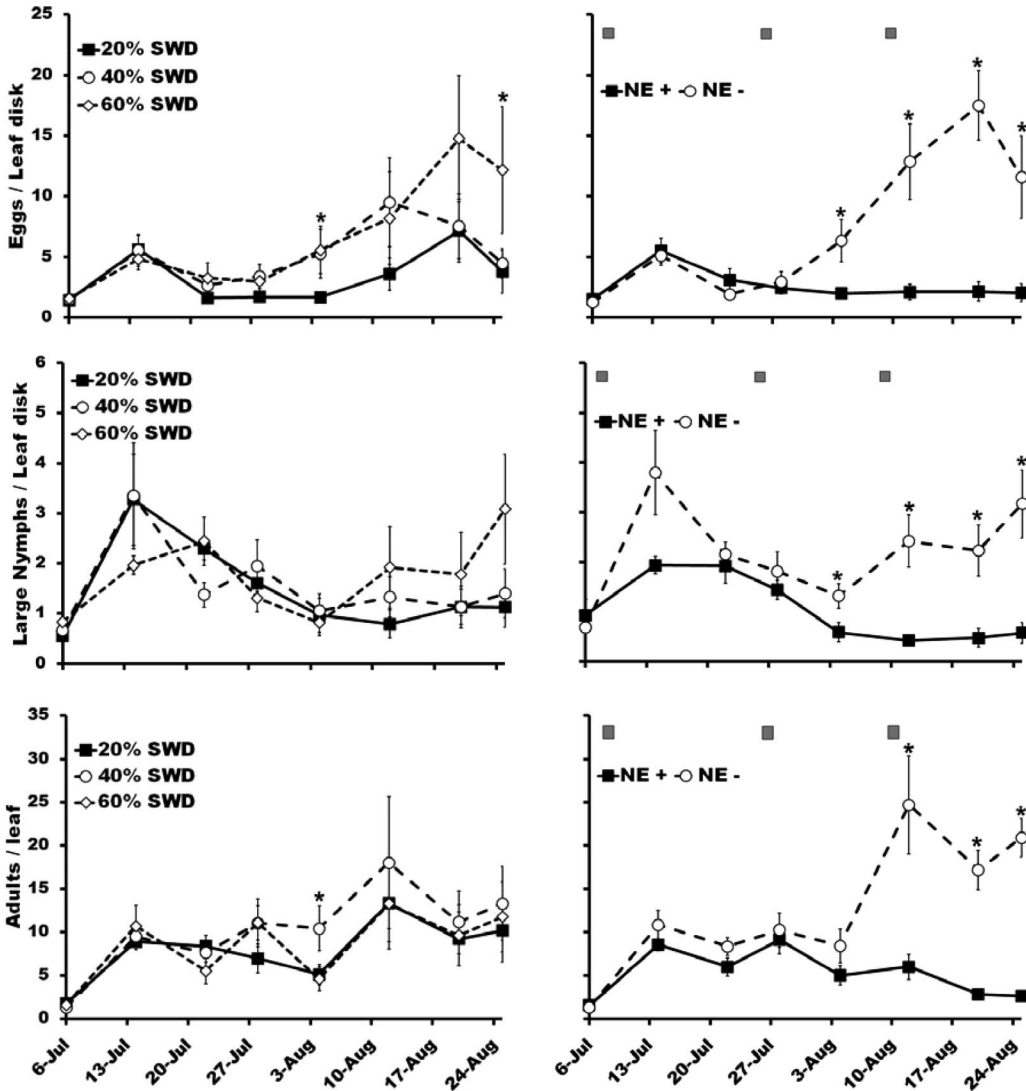 25
20
15
10
5
0
Eggs / Leaf disk
20% SWD
40% SWD
60% SWD
*
*
NE + NE -
*
*
*
*
6
5
4
3
2
1
0
Large Nymphs / Leaf disk
20% SWD
40% SWD
60% SWD
NE + NE -
*
*
*
*
35
30
25
20
15
10
5
0
Adults / leaf
20% SWD
40% SWD
60% SWD
*
6-Jul
13-Jul
20-Jul
27-Jul
3-Aug
10-Aug
17-Aug
24-Aug
NE + NE -
*
*
*
6-Jul
13-Jul
20-Jul
27-Jul
3-Aug
10-Aug
17-Aug
24-Aug